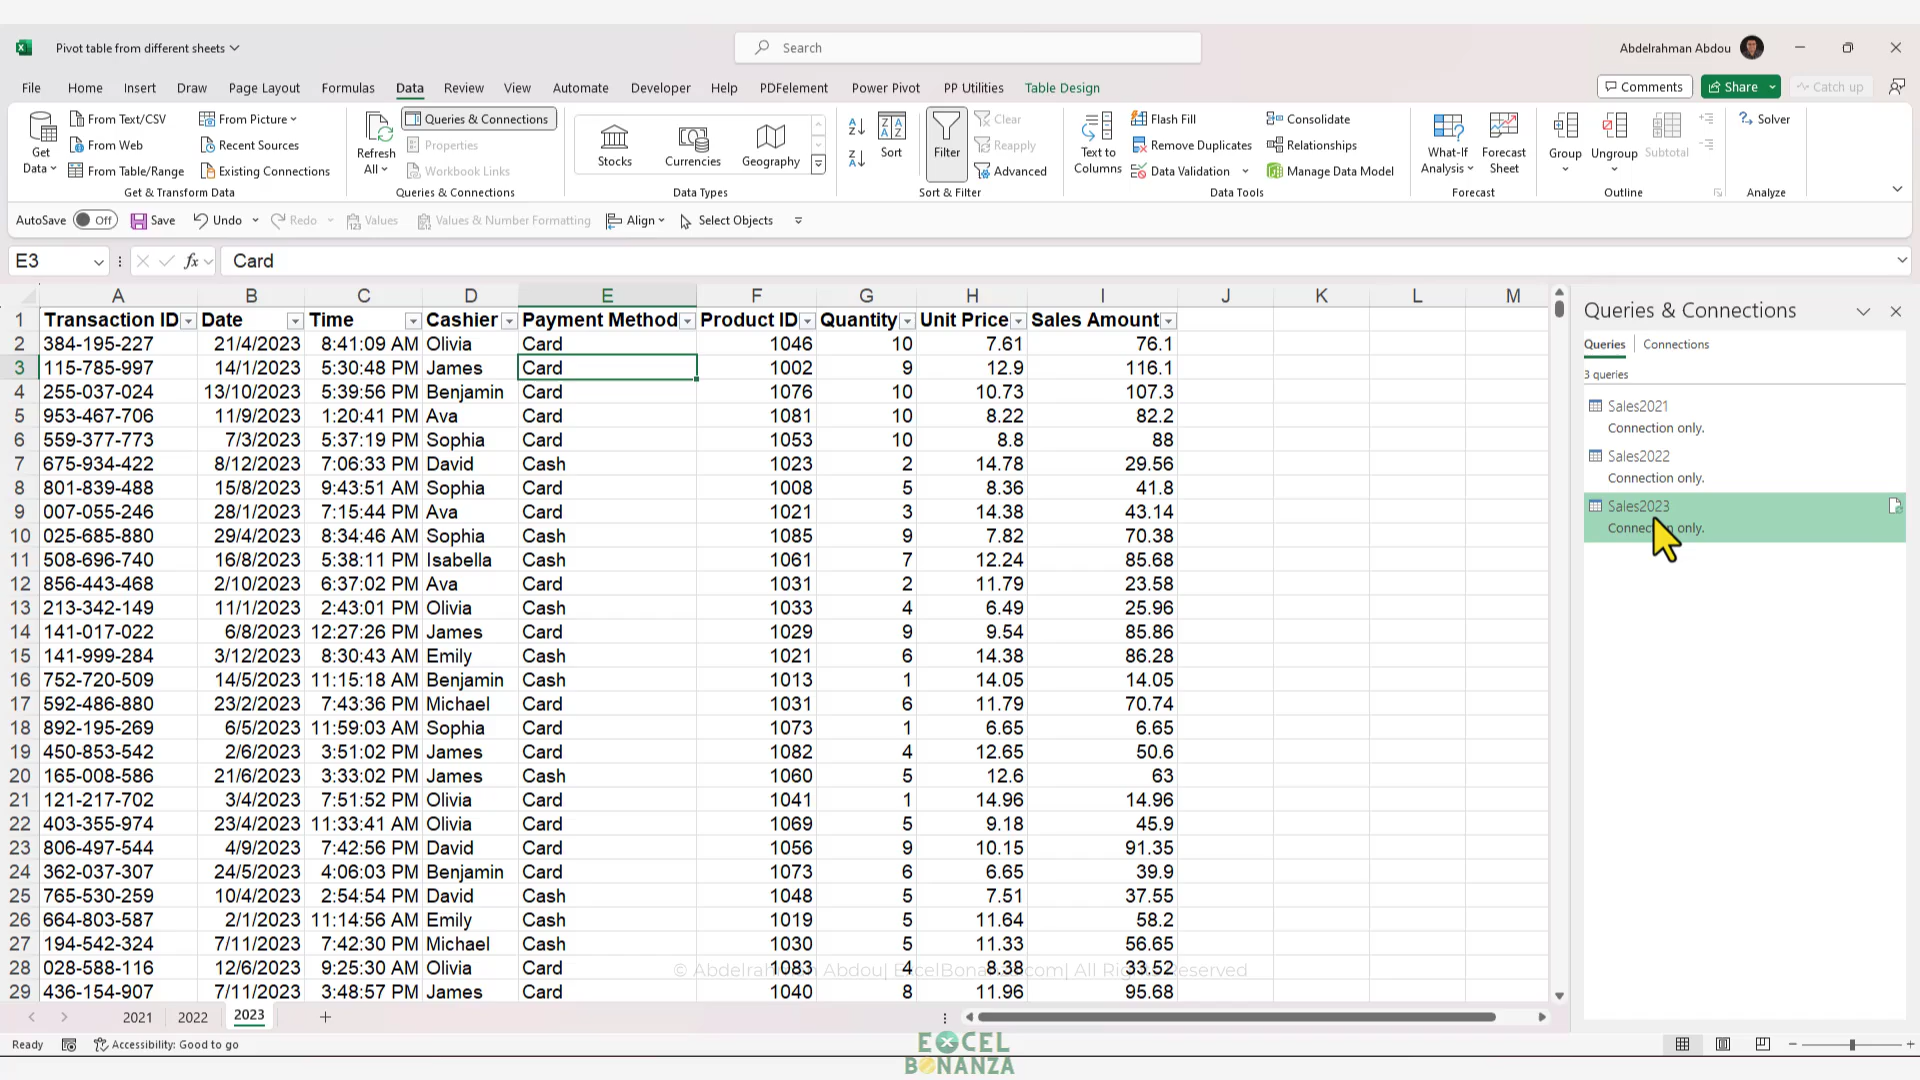 Pivot table from different sheets
Search
Abdelrahman Abdou
File Home Insert Draw Page Layout Formulas Data Review View Automate Developer Help PDFelement Power Pivot PP Utilities Table Design
Comments Share Catch up
Get Data
From Text/CSV
From Web
From Table/Range
From Picture
Recent Sources
Existing Connections
Get & Transform Data
Refresh All
Queries & Connections
Properties
Workbook Links
Queries & Connections
Stocks Currencies Geography
Data Types
Sort
Filter
Clear
Reapply
Advanced
Sort & Filter
Text to Columns
Flash Fill
Remove Duplicates
Data Validation
Consolidate
Relationships
Manage Data Model
Data Tools
What-If Analysis
Forecast Sheet
Forecast
Group Ungroup Subtotal
Outline
Solver
Analyze
AutoSave Off Save Undo Redo Values Values & Number Formatting Align Select Objects
E3 fx Card
A B C D E F G H I J K L M
1 Transaction ID Date Time Cashier Payment Method Product ID Quantity Unit Price Sales Amount
2 384-195-227 21/4/2023 8:41:09 AM Olivia Card 1046 10 7.61 76.1
3 115-785-997 14/1/2023 5:30:48 PM James Card 1002 9 12.9 116.1
4 255-037-024 13/10/2023 5:39:56 PM Benjamin Card 1076 10 10.73 107.3
5 953-467-706 11/9/2023 1:20:41 PM Ava Card 1081 10 8.22 82.2
6 559-377-773 7/3/2023 5:37:19 PM Sophia Card 1053 10 8.8 88
7 675-934-422 8/12/2023 7:06:33 PM David Cash 1023 2 14.78 29.56
8 801-839-488 15/8/2023 9:43:51 AM Sophia Card 1008 5 8.36 41.8
9 007-055-246 28/1/2023 7:15:44 PM Ava Card 1021 3 14.38 43.14
10 025-685-880 29/4/2023 8:34:46 AM Sophia Cash 1085 9 7.82 70.38
11 508-696-740 16/8/2023 5:38:11 PM Isabella Cash 1061 7 12.24 85.68
12 856-443-468 2/10/2023 6:37:02 PM Ava Card 1031 2 11.79 23.58
13 213-342-149 11/1/2023 2:43:01 PM Olivia Cash 1033 4 6.49 25.96
14 141-017-022 6/8/2023 12:27:26 PM James Card 1029 9 9.54 85.86
15 141-999-284 3/12/2023 8:30:43 AM Emily Cash 1021 6 14.38 86.28
16 752-720-509 14/5/2023 11:15:18 AM Benjamin Cash 1013 1 14.05 14.05
17 592-486-880 23/2/2023 7:43:36 PM Michael Card 1031 6 11.79 70.74
18 892-195-269 6/5/2023 11:59:03 AM Sophia Card 1073 1 6.65 6.65
19 450-853-542 2/6/2023 3:51:02 PM James Card 1082 4 12.65 50.6
20 165-008-586 21/6/2023 3:33:02 PM James Cash 1060 5 12.6 63
21 121-217-702 3/4/2023 7:51:52 PM Olivia Card 1041 1 14.96 14.96
22 403-355-974 23/4/2023 11:33:41 AM Olivia Card 1069 5 9.18 45.9
23 806-497-544 4/9/2023 7:42:56 PM David Card 1056 9 10.15 91.35
24 362-037-307 24/5/2023 4:06:03 PM Benjamin Card 1073 6 6.65 39.9
25 765-530-259 10/4/2023 2:54:54 PM David Cash 1048 5 7.51 37.55
26 664-803-587 2/1/2023 11:14:56 AM Emily Cash 1019 5 11.64 58.2
27 194-542-324 7/11/2023 7:42:30 PM Michael Cash 1030 5 11.33 56.65
28 028-588-116 12/6/2023 9:25:30 AM Olivia Card 1083 4 8.38 33.52
29 436-154-907 7/11/2023 3:48:57 PM James Card 1040 8 11.96 95.68
Queries & Connections
Queries Connections
3 queries
Sales2021
Connection only.
Sales2022
Connection only.
Sales2023
Connection only.
2021 2022 2023
Ready Accessibility: Good to go
EXCEL
BONANZA